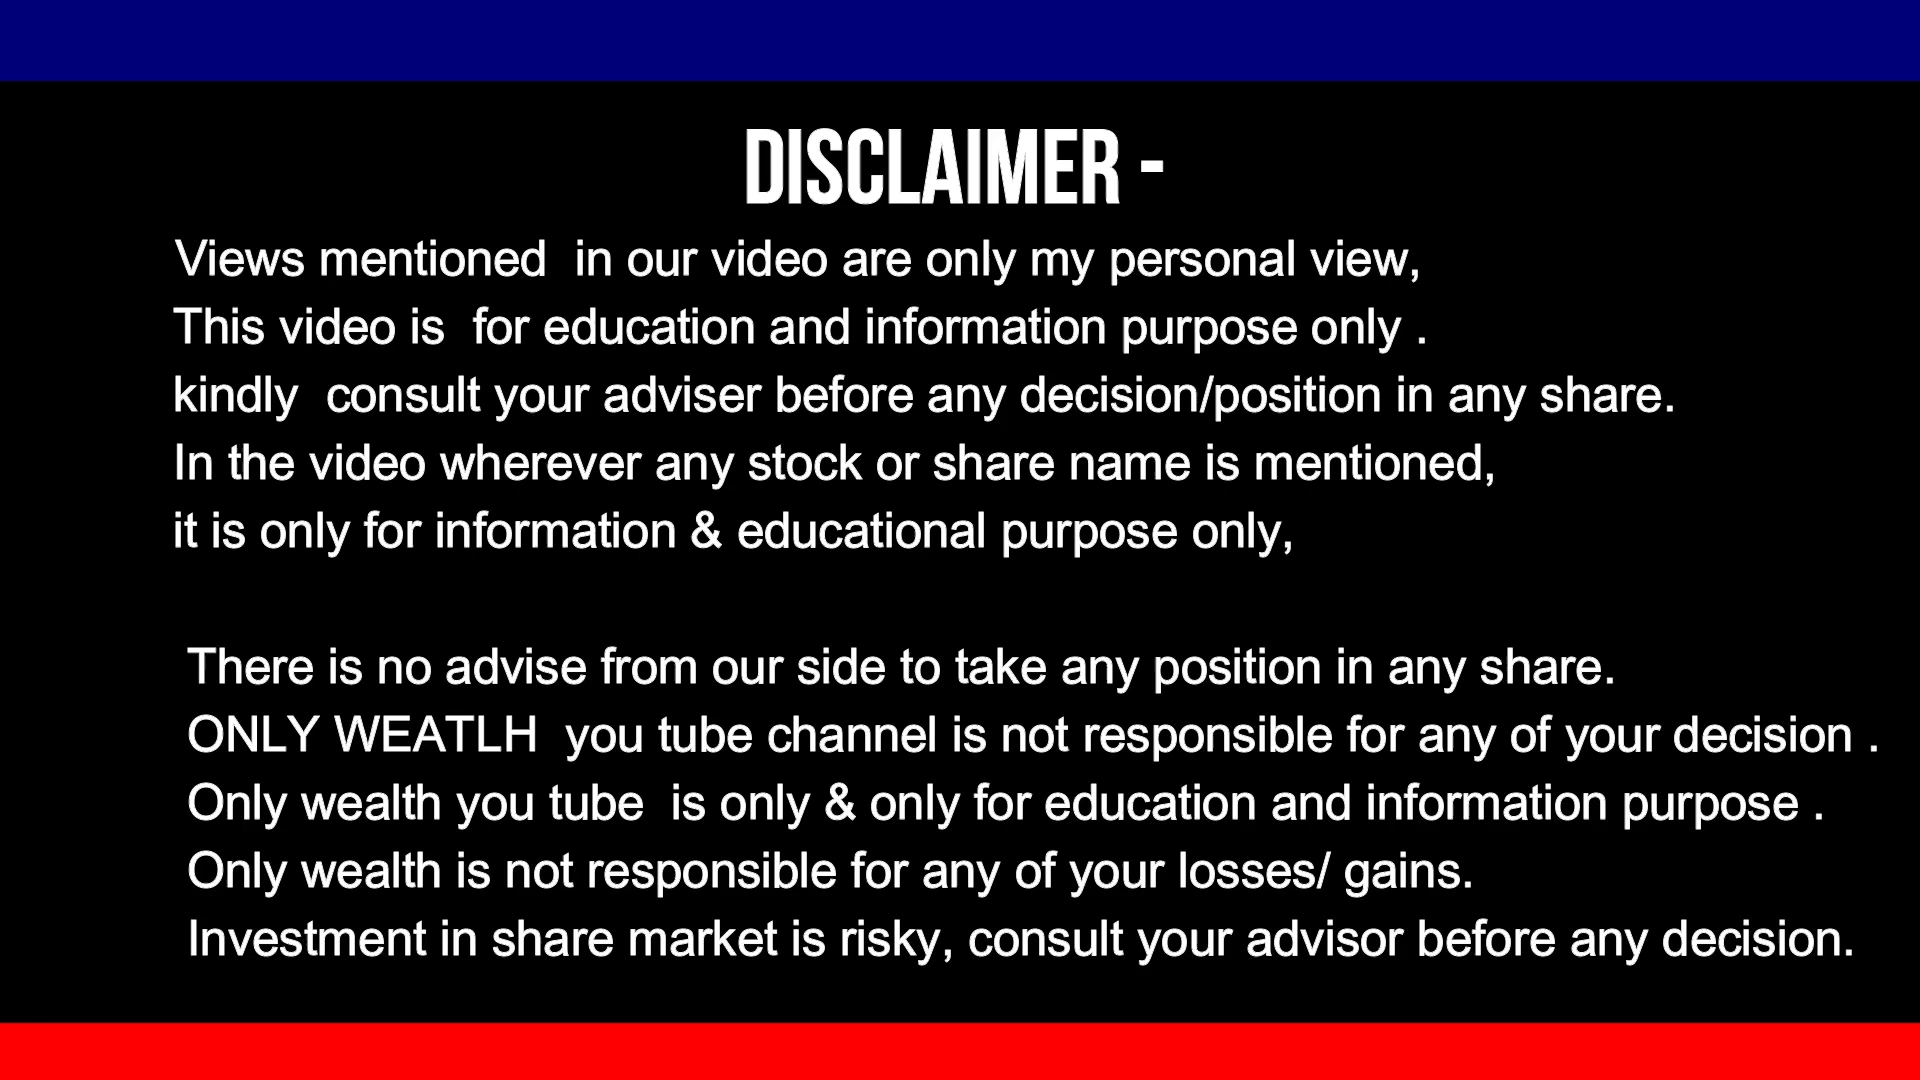 DISCLAIMER -
Views mentioned  in our video are only my personal view,
This video is  for education and information purpose only .
kindly  consult your adviser before any decision/position in any share.
In the video wherever any stock or share name is mentioned,
it is only for information & educational purpose only,
There is no advise from our side to take any position in any share.
ONLY WEATLH  you tube channel is not responsible for any of your decision .
Only wealth you tube  is only & only for education and information purpose .
Only wealth is not responsible for any of your losses/ gains.
Investment in share market is risky, consult your advisor before any decision.